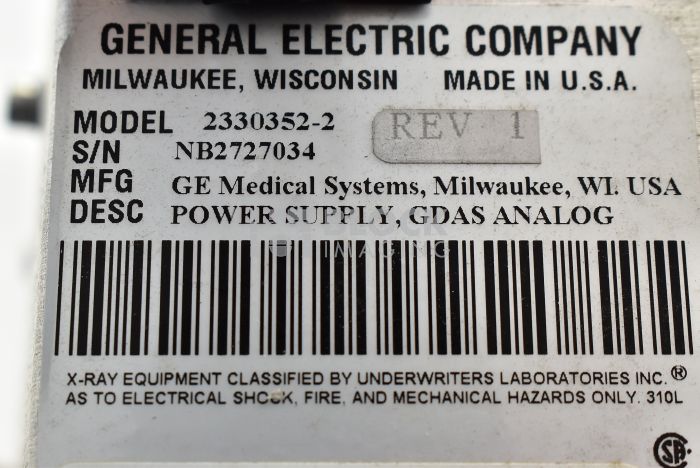 GENERAL ELECTRIC COMPANY
MILWAUKEE, WISCONSIN MADE IN U.S.A.
MODEL 2330352-2 REV 1
S/N NB2727034
MFG GE Medical Systems, Milwaukee, WI. USA
DESC POWER SUPPLY, GDAS ANALOG
BLOCK
IMAGING
X-RAY EQUIPMENT CLASSIFIED BY UNDERWRITERS LABORATORIES INC.®
AS TO ELECTRICAL SHOCK, FIRE, AND MECHANICAL HAZARDS ONLY. 310L